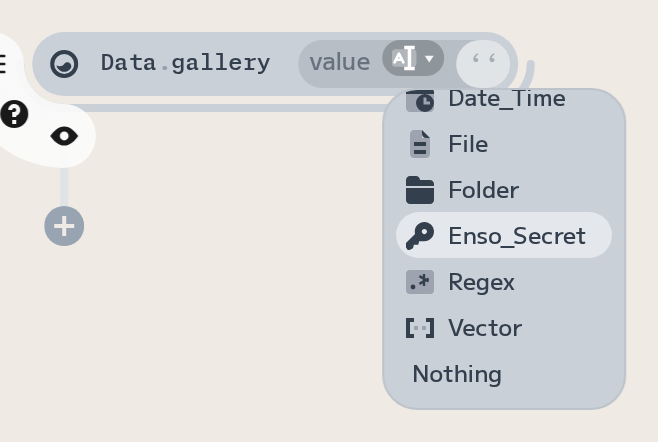 Data.gallery value ‘‘
Date_Time
File
Folder
Enso_Secret
Regex
Vector
Nothing